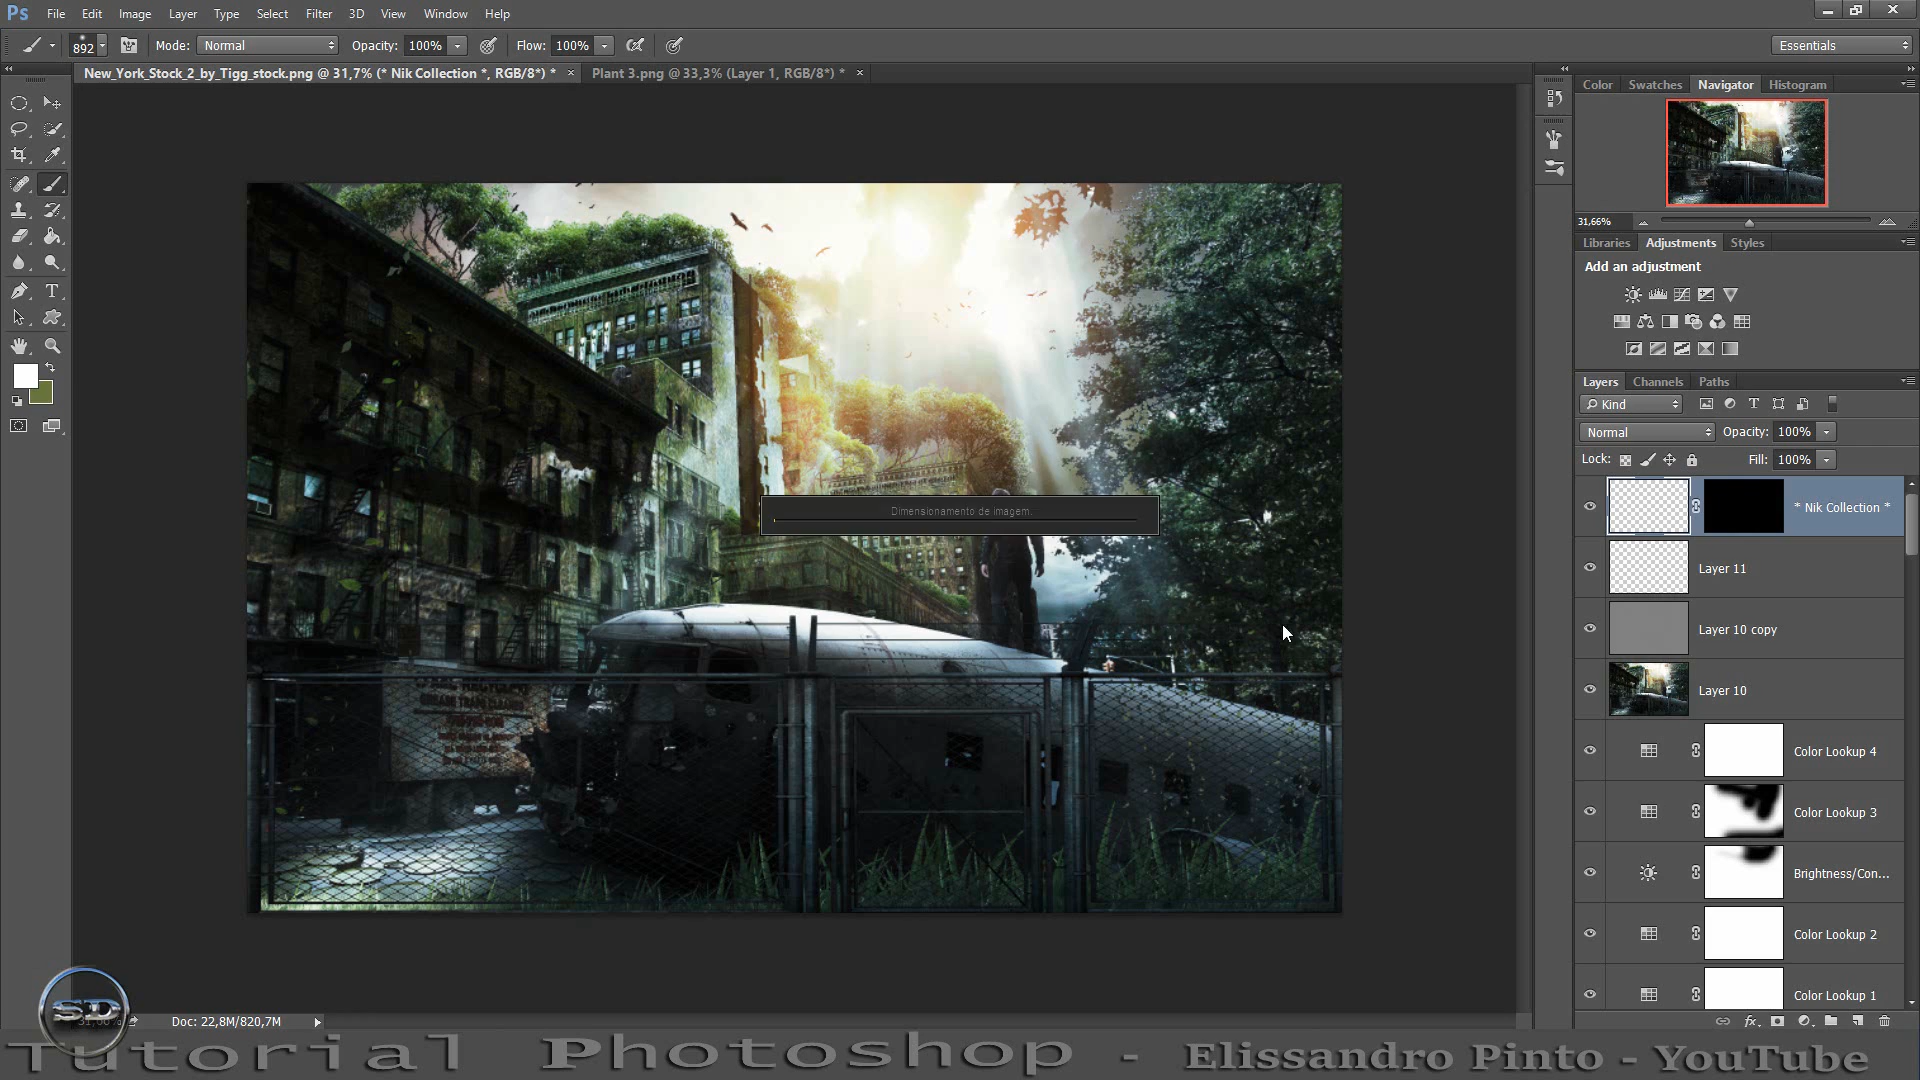 Ps File Edit Image Layer Type Select Filter 3D View Window Help
892 Mode: Normal Opacity: 100% Flow: 100% Essentials
New_York_Stock_2_by_Tigg_stock.png @ 31,7% (* Nik Collection *, RGB/8*) * × Plant 3.png @ 33,3% (Layer 1, RGB/8*) * ×
Color Swatches Navigator Histogram
31,66%
Libraries Adjustments Styles
Add an adjustment
Layers Channels Paths
Kind
Normal Opacity: 100%
Lock: Fill: 100%
* Nik Collection *
Layer 11
Layer 10 copy
Layer 10
Color Lookup 4
Color Lookup 3
Brightness/Con...
Color Lookup 2
Color Lookup 1
Dimensionamento de imagem.
SD
Doc: 22,8M/820,7M
Tutorial Photoshop - Elissandro Pinto - YouTube